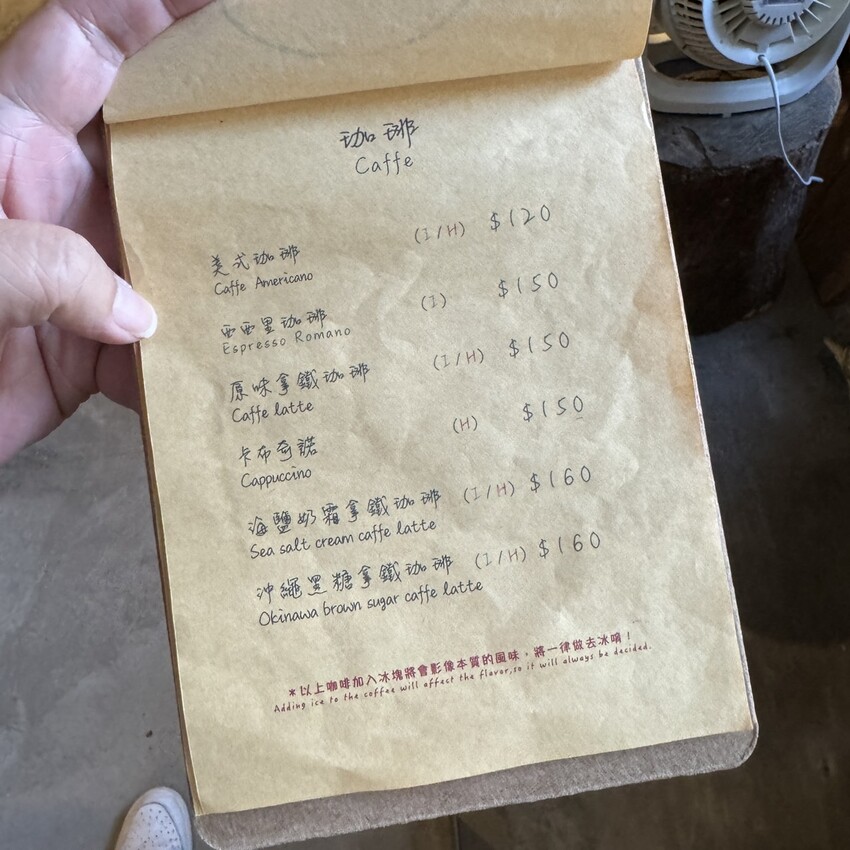 珈琲
Caffe
美式珈琲 (I/H) $120
Caffe Americano
西西里珈琲 (I) $150
Espresso Romano
原味拿鐵珈琲 (I/H) $150
Caffe latte
卡布奇諾 (H) $150
Cappuccino
海鹽奶霜拿鐵珈琲 (I/H) $160
Sea salt cream caffe latte
沖繩黑糖拿鐵珈琲 (I/H) $160
Okinawa brown sugar caffe latte
*以上咖啡加入冰塊將會影像本質的風味，將一律做去冰唷！
Adding ice to the coffee will affect the flavor,so it will always be decided.